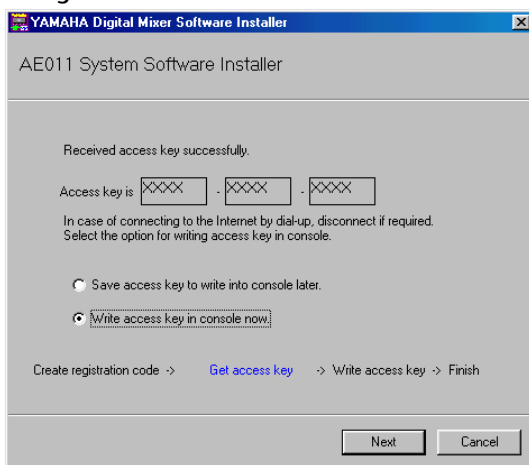 YAMAHA Digital Mixer Software Installer
AE011 System Software Installer
Received access key successfully.
Access key is XXXX - XXXX - XXXX
In case of connecting to the Internet by dial-up, disconnect if required.
Select the option for writing access key in console.
Save access key to write into console later.
Write access key in console now.
Create registration code -> Get access key -> Write access key -> Finish
Next Cancel